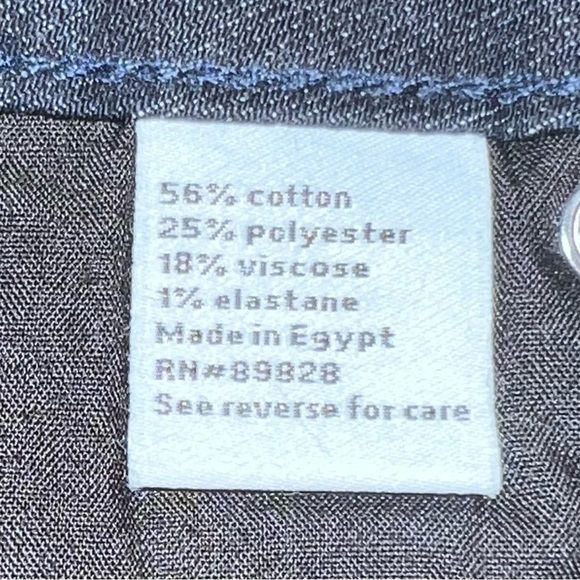 56% cotton
25% polyester
18% viscose
1% elastane
Made in Egypt
RN#89828
See reverse for care